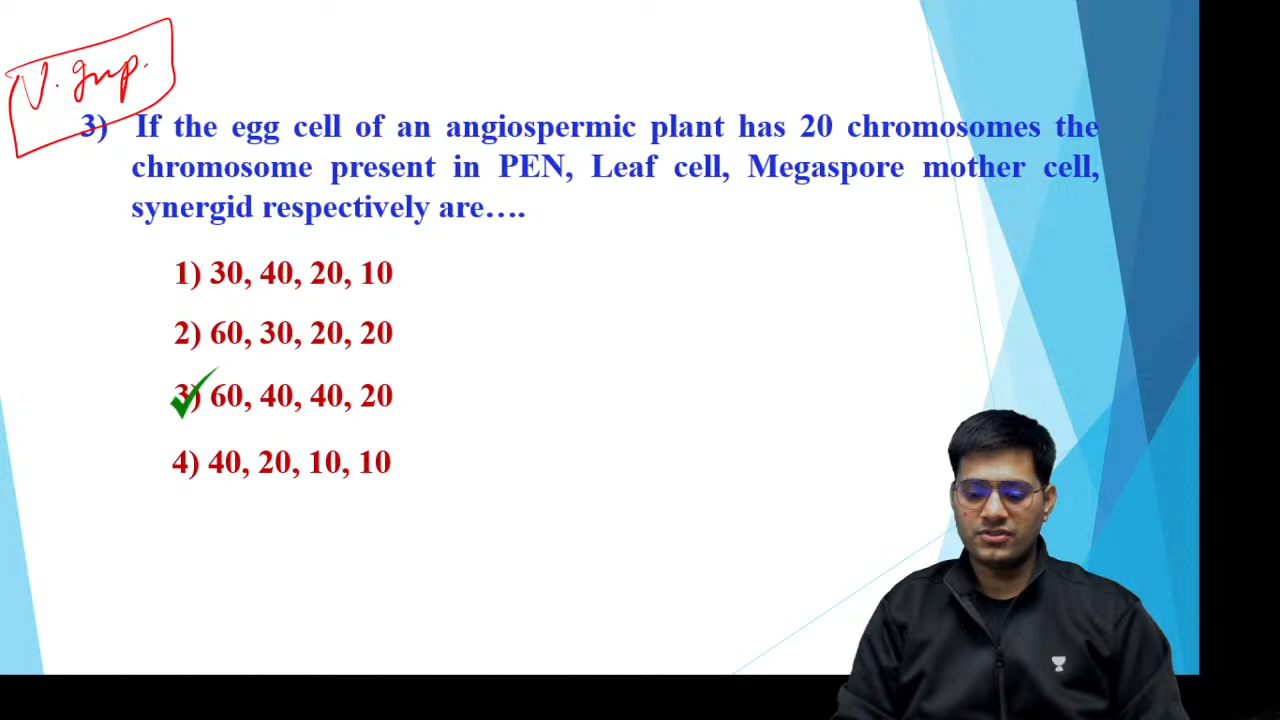 V. Imp.
3) If the egg cell of an angiospermic plant has 20 chromosomes the
chromosome present in PEN, Leaf cell, Megaspore mother cell,
synergid respectively are….
1) 30, 40, 20, 10
2) 60, 30, 20, 20
3) 60, 40, 40, 20
4) 40, 20, 10, 10